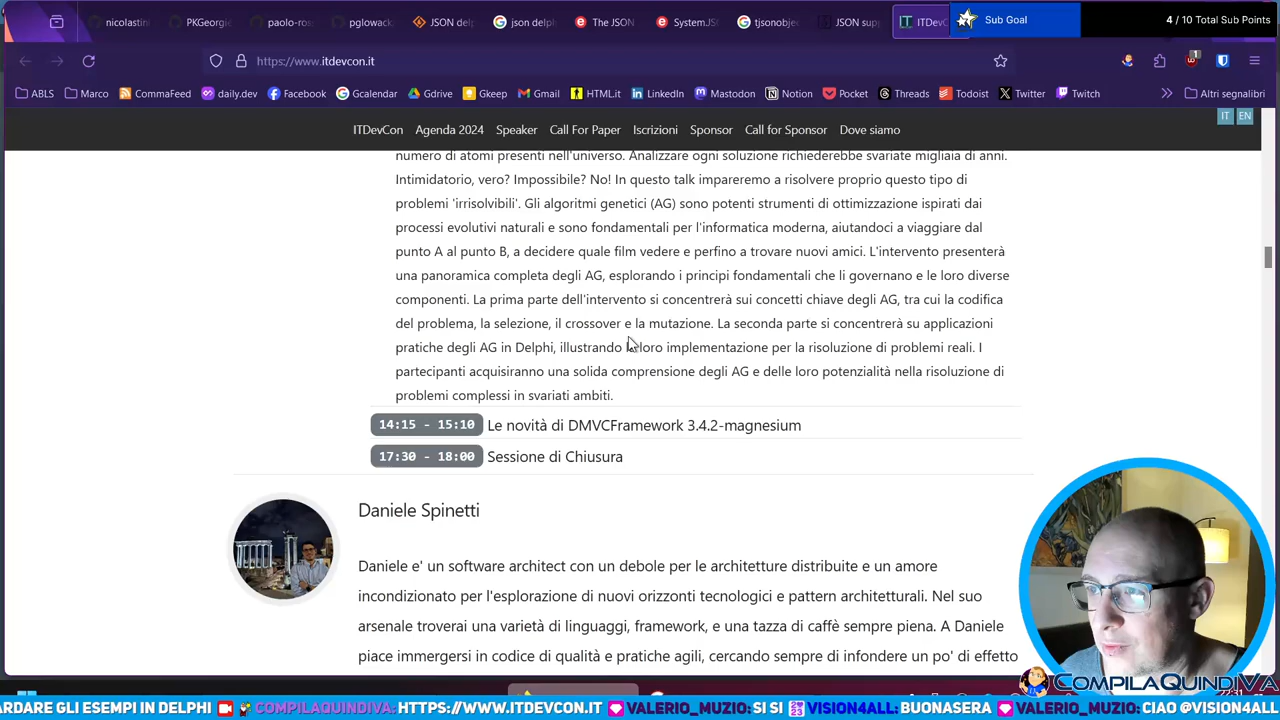 nicolastini
PKGeorgie
paolo-ros
pglowack
JSON delp
json delp
The JSON
SystemJS
tjsonobje
JSON supp
ITDevC
Sub Goal
4 / 10 Total Sub Points
https://www.itdevcon.it
1
ABLS
Marco
CommaFeed
daily.dev
Facebook
Gcalendar
Gdrive
Gkeep
Gmail
HTML.it
LinkEdIN
Mastodon
Notion
Pocket
Threads
Todoist
Twitter
Twitch
Altri segnalibri
ITDevCon Agenda 2024 Speaker Call For Paper Iscrizioni Sponsor Call for Sponsor Dove siamo
IT EN
numero di atomi presenti nell'universo. Analizzare ogni soluzione richiederebbe svariate migliaia di anni.
Intimidatorio, vero? Impossibile? No! In questo talk impareremo a risolvere proprio questo tipo di
problemi 'irrisolvibili'. Gli algoritmi genetici (AG) sono potenti strumenti di ottimizzazione ispirati dai
processi evolutivi naturali e sono fondamentali per l'informatica moderna, aiutandoci a viaggiare dal
punto A al punto B, a decidere quale film vedere e perfino a trovare nuovi amici. L'intervento presenterà
una panoramica completa degli AG, esplorando i principi fondamentali che li governano e le loro diverse
componenti. La prima parte dell'intervento si concentrerà sui concetti chiave degli AG, tra cui la codifica
del problema, la selezione, il crossover e la mutazione. La seconda parte si concentrerà su applicazioni
pratiche degli AG in Delphi, illustrando la loro implementazione per la risoluzione di problemi reali. I
partecipanti acquisiranno una solida comprensione degli AG e delle loro potenzialità nella risoluzione di
problemi complessi in svariati ambiti.
14:15 - 15:10 Le novità di DMVCFramework 3.4.2-magnesium
17:30 - 18:00 Sessione di Chiusura
Daniele Spinetti
Daniele e' un software architect con un debole per le architetture distribuite e un amore
incondizionato per l'esplorazione di nuovi orizzonti tecnologici e pattern architetturali. Nel suo
arsenale troverai una varietà di linguaggi, framework, e una tazza di caffè sempre piena. A Daniele
piace immergersi in codice di qualità e pratiche agili, cercando sempre di infondere un po' di effetto
COMPILAQUINDIVA
ARDARE GLI ESEMPI IN DELPHI COMPILAQUINDIVA: HTTPS://WWW.ITDEVCON.IT VALERIO_MUZIO: SI SI VISION4ALL: BUONASERA VALERIO_MUZIO: CIAO @VISION4ALL